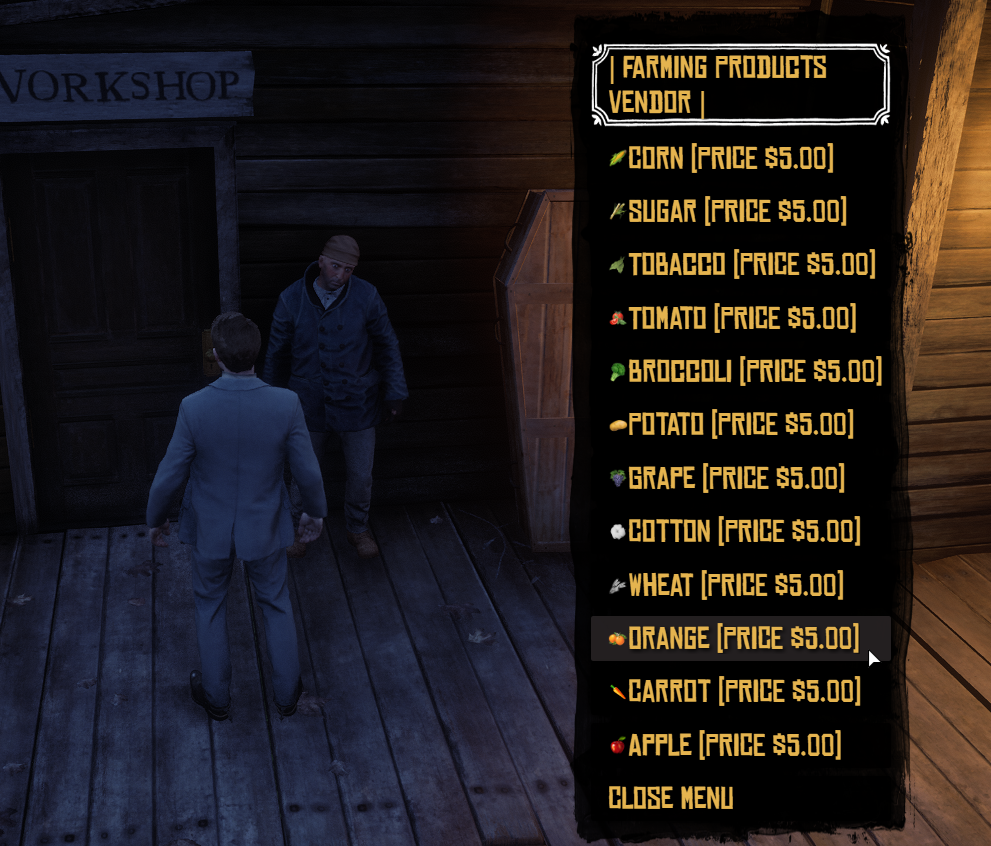 WORKSHOP
| FARMING PRODUCTS
VENDOR |
CORN [PRICE $5.00]
SUGAR [PRICE $5.00]
TOBACCO [PRICE $5.00]
TOMATO [PRICE $5.00]
BROCCOLI [PRICE $5.00]
POTATO [PRICE $5.00]
GRAPE [PRICE $5.00]
COTTON [PRICE $5.00]
WHEAT [PRICE $5.00]
ORANGE [PRICE $5.00]
CARROT [PRICE $5.00]
APPLE [PRICE $5.00]
CLOSE MENU